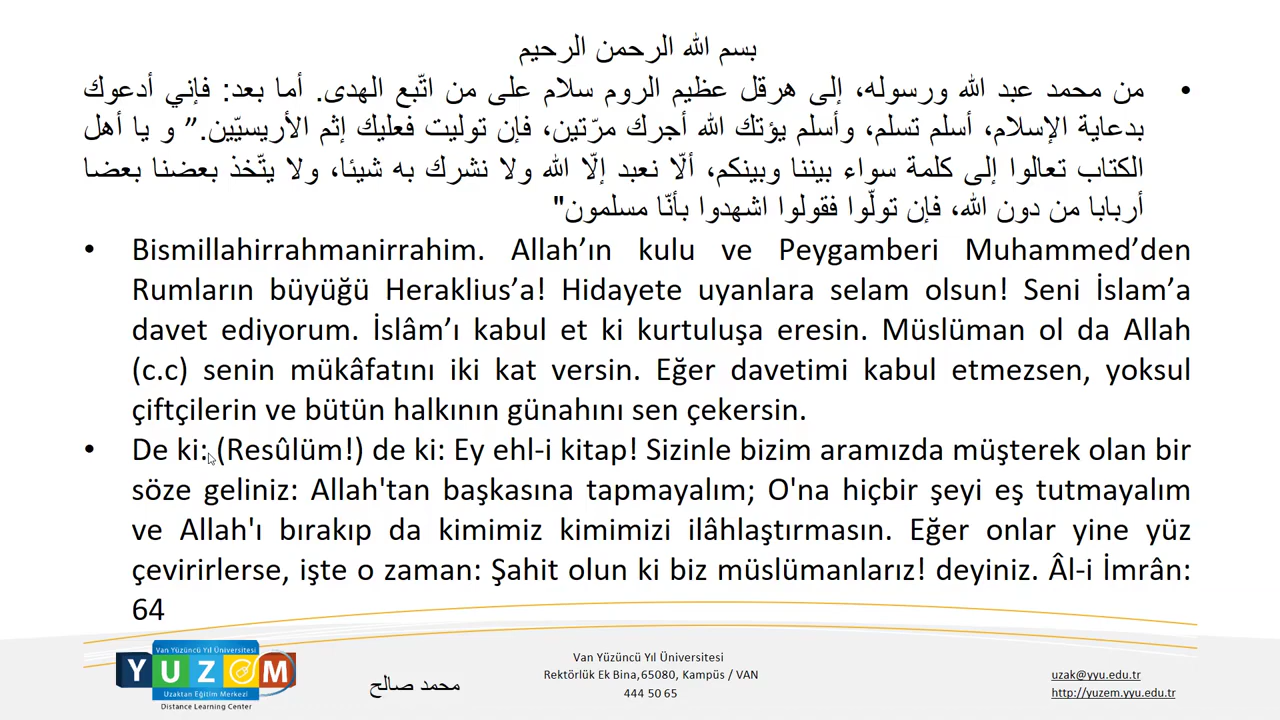 بسم الله الرحمن الرحيم
• من محمد عبد الله ورسوله، إلى هرقل عظيم الروم سلام على من اتّبع الهدى. أما بعد: فإني أدعوك
بدعاية الإسلام، أسلم تسلم، وأسلم يؤتك الله أجرك مرّتين، فإن توليت فعليك إثم الأريسيّين.” و يا أهل
الكتاب تعالوا إلى كلمة سواء بيننا وبينكم، ألّا نعبد إلّا الله ولا نشرك به شيئا، ولا يتّخذ بعضنا بعضا
أربابا من دون الله، فإن تولّوا فقولوا اشهدوا بأنّا مسلمون"
• Bismillahirrahmanirrahim. Allah’ın kulu ve Peygamberi Muhammed’den
Rumların büyüğü Heraklius’a! Hidayete uyanlara selam olsun! Seni İslam’a
davet ediyorum. İslâm’ı kabul et ki kurtuluşa eresin. Müslüman ol da Allah
(c.c) senin mükâfatını iki kat versin. Eğer davetimi kabul etmezsen, yoksul
çiftçilerin ve bütün halkının günahını sen çekersin.
• De ki: (Resûlüm!) de ki: Ey ehl-i kitap! Sizinle bizim aramızda müşterek olan bir
söze geliniz: Allah'tan başkasına tapmayalım; O'na hiçbir şeyi eş tutmayalım
ve Allah'ı bırakıp da kimimiz kimimizi ilâhlaştırmasın. Eğer onlar yine yüz
çevirirlerse, işte o zaman: Şahit olun ki biz müslümanlarız! deyiniz. Âl-i İmrân:
64
Van Yüzüncü Yıl Üniversitesi
YUZEM
Uzaktan Eğitim Merkezi
Distance Learning Center
محمد صالح
Van Yüzüncü Yıl Üniversitesi
Rektörlük Ek Bina,65080, Kampüs / VAN
444 50 65
uzak@yyu.edu.tr
http://yuzem.yyu.edu.tr